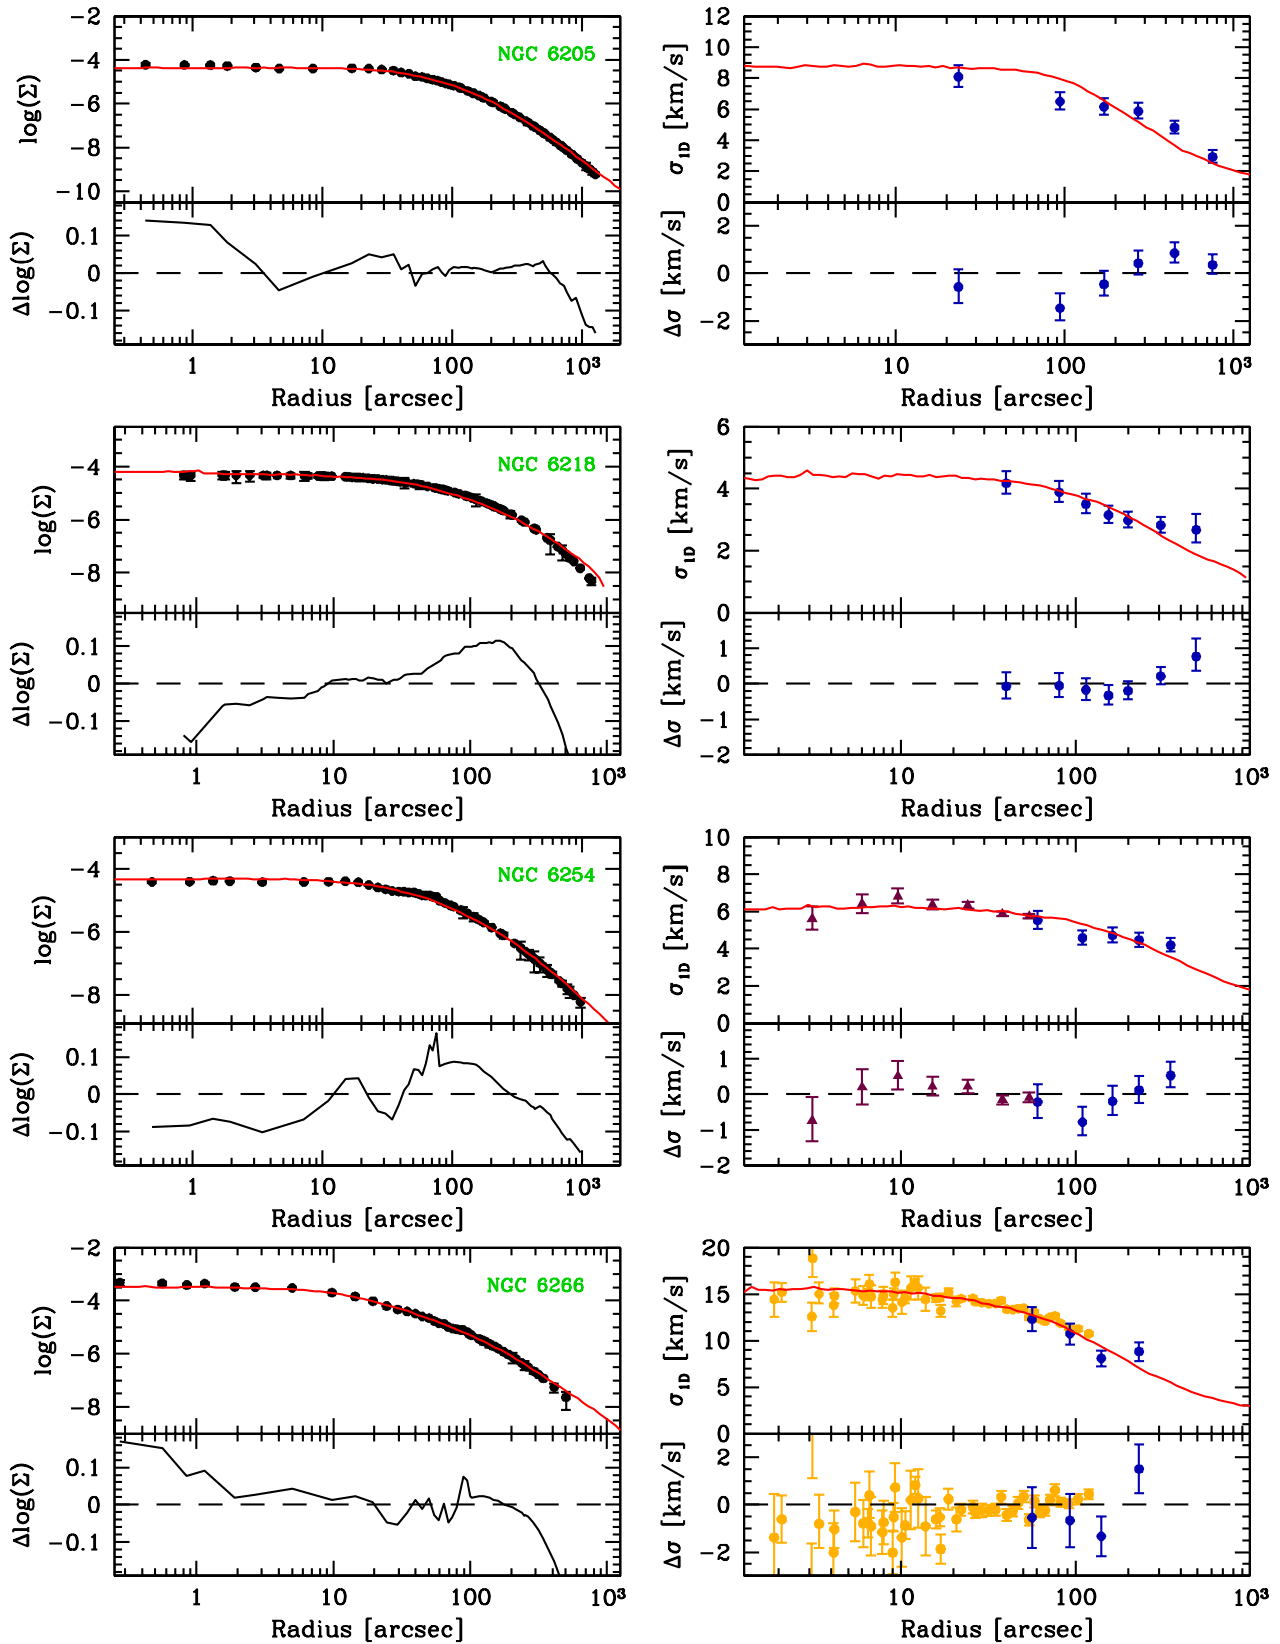 −2
−4
−6
−8
−10
log(Σ)
NGC 6205
0.1
0
−0.1
Δlog(Σ)
1 10 100 10³
Radius [arcsec]
12
10
8
6
4
2
0
σ1D [km/s]
2
0
−2
Δσ [km/s]
10 100 10³
Radius [arcsec]
−4
−6
−8
log(Σ)
NGC 6218
0.1
0
−0.1
Δlog(Σ)
1 10 100 10³
Radius [arcsec]
6
4
2
0
σ1D [km/s]
1
0
−1
−2
Δσ [km/s]
10 100 10³
Radius [arcsec]
−4
−6
−8
log(Σ)
NGC 6254
0.1
0
−0.1
Δlog(Σ)
1 10 100 10³
Radius [arcsec]
10
8
6
4
2
0
σ1D [km/s]
1
0
−1
−2
Δσ [km/s]
10 100 10³
Radius [arcsec]
−2
−4
−6
−8
log(Σ)
NGC 6266
0.1
0
−0.1
Δlog(Σ)
1 10 100 10³
Radius [arcsec]
20
15
10
5
0
σ1D [km/s]
2
0
−2
Δσ [km/s]
10 100 10³
Radius [arcsec]